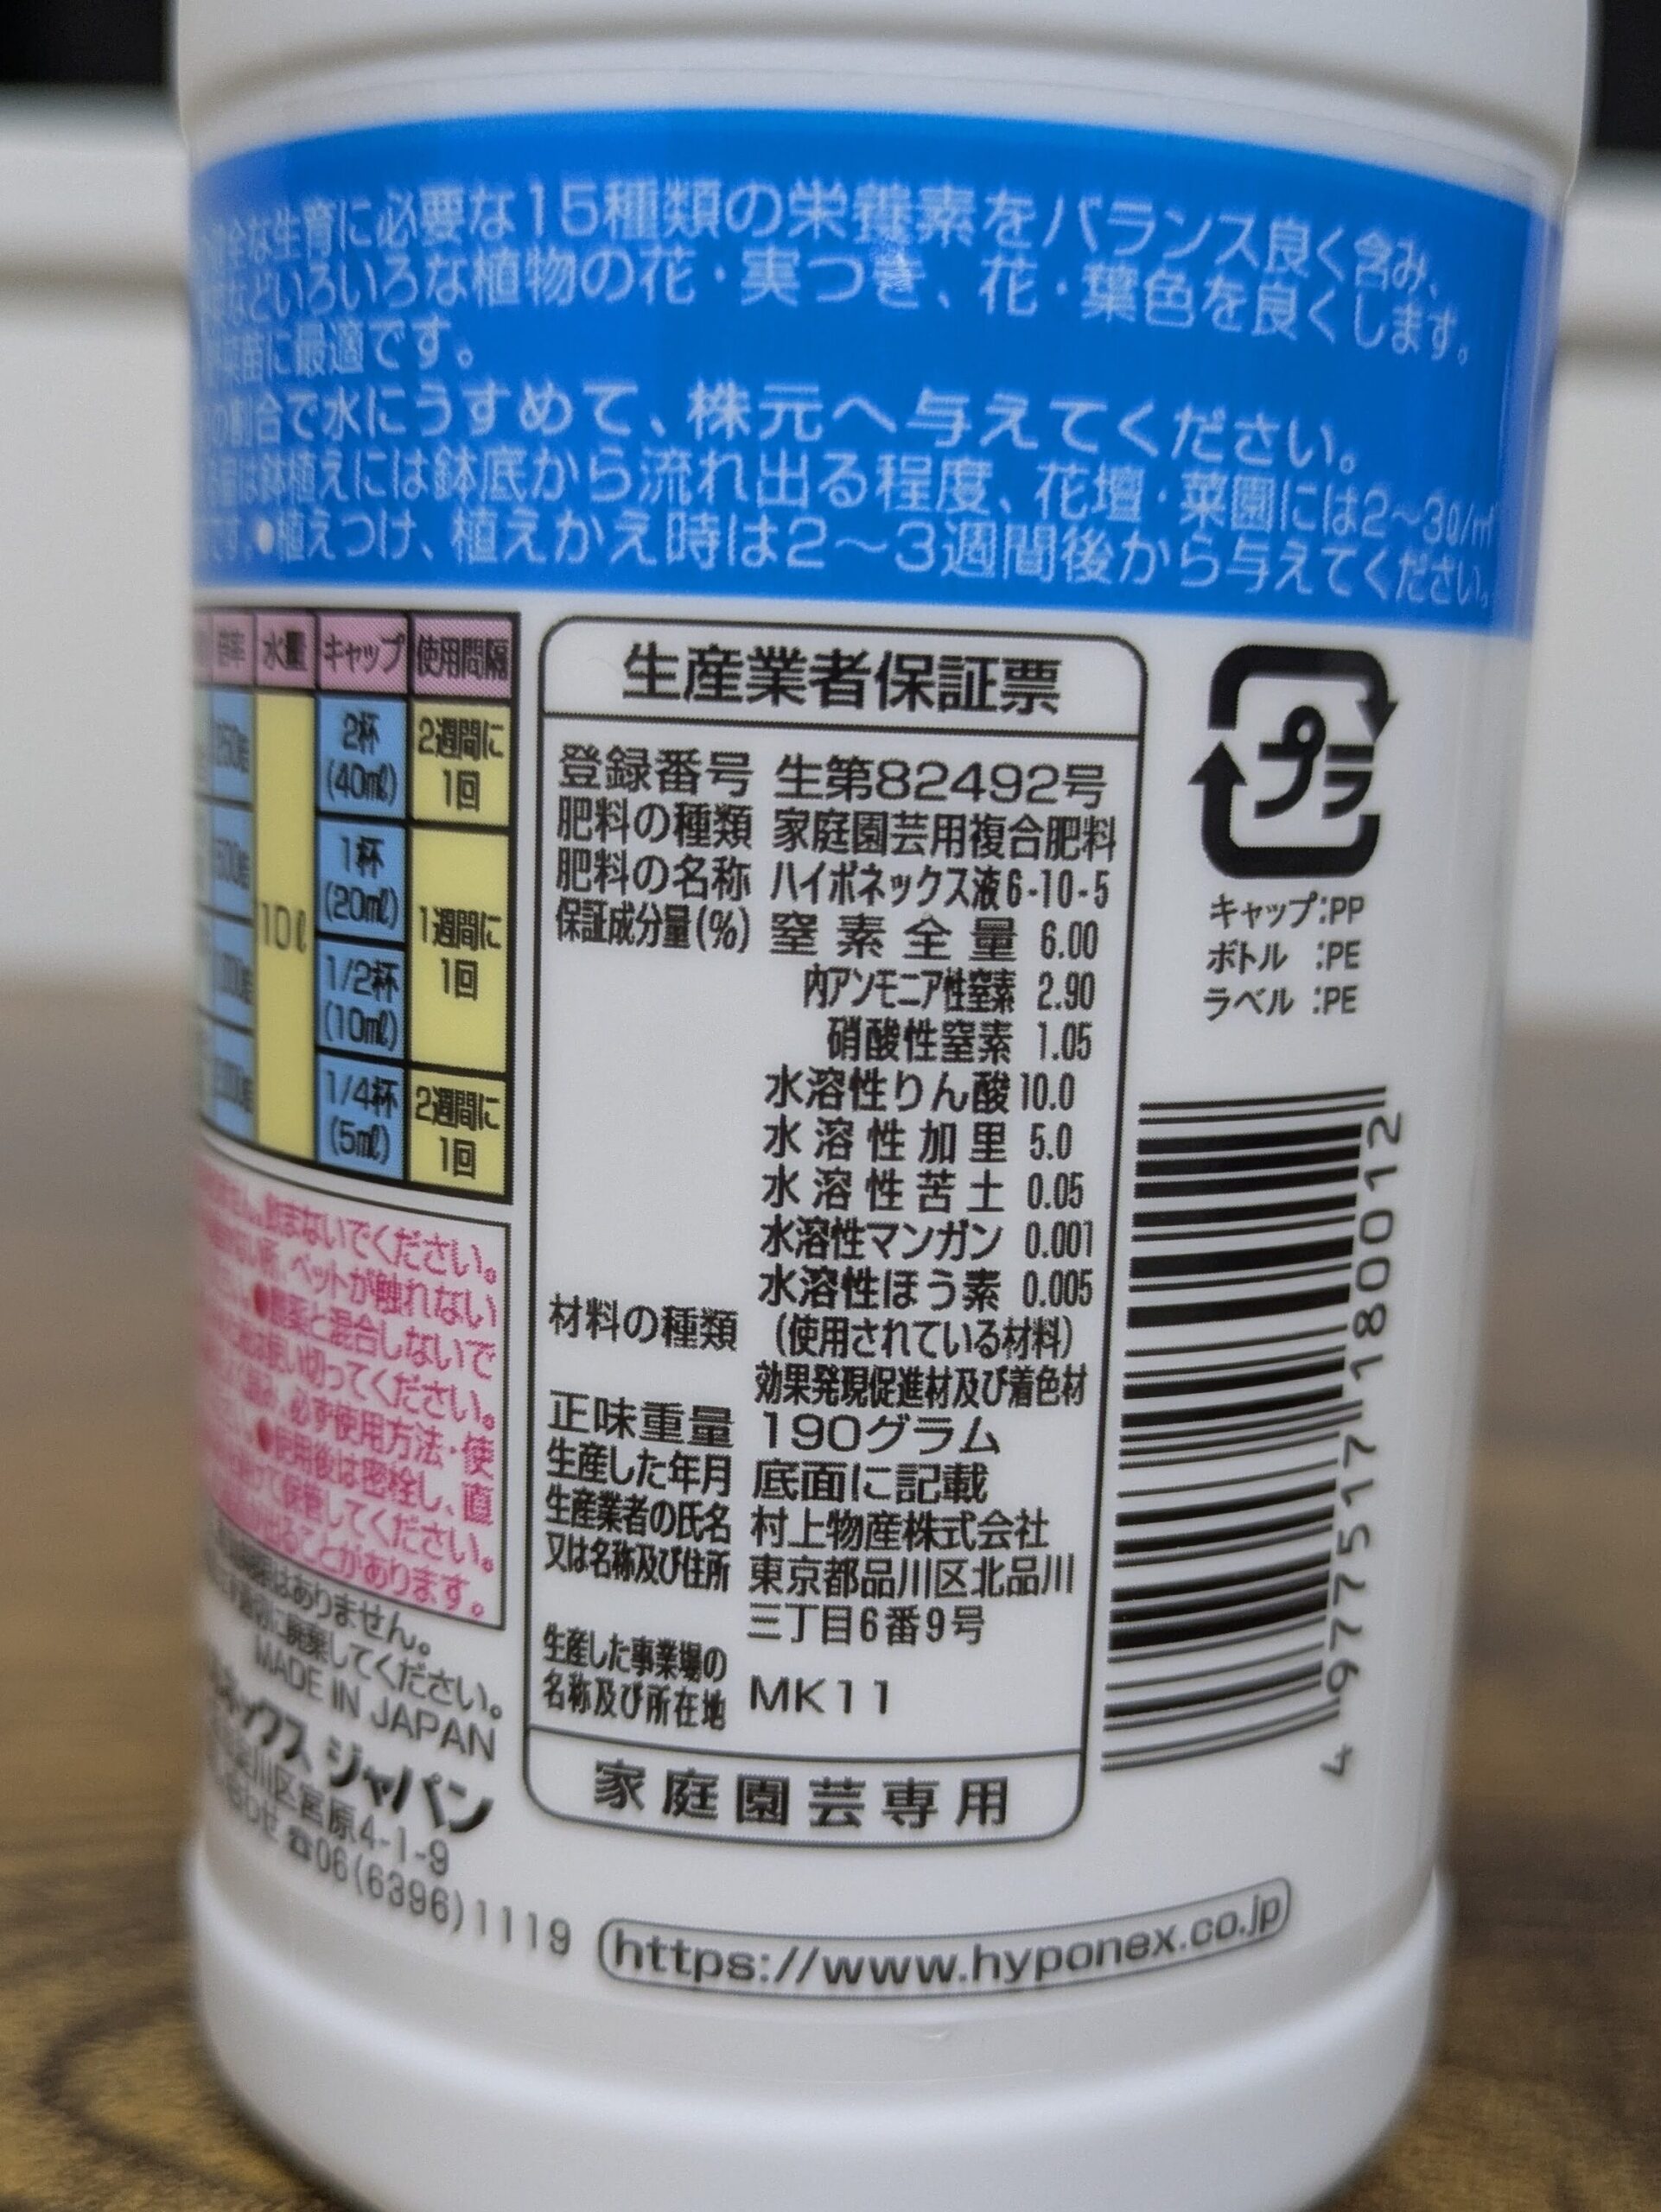 全な生育に必要な15種類の栄養素をバランス良く含み、
などいろいろな植物の花・実つき、花・葉色を良くします。
に最適です。
の割合で水にうすめて、株元へ与えてください。
は鉢植えには鉢底から流れ出る程度、花壇・菜園には2〜3ℓ/㎡
です。●植えつけ、植えかえ時は2〜3週間後から与えてください。
倍率 水量 キャップ 使用間隔
10ℓ
2杯 (40㎖) 2週間に1回
1杯 (20㎖) 1週間に1回
1/2杯 (10㎖)
1/4杯 (5㎖) 2週間に1回
飲まないでください。
ペットが触れない
●農薬と混合しないで
使い切ってください。
必ず使用方法・使
●使用後は密栓し、直
保管してください。
出ることがあります。
はありません。
に廃棄してください。
MADE IN JAPAN
ックス ジャパン
川区宮原4-1-9
☎06(6396)1119
https://www.hyponex.co.jp
生産業者保証票
登録番号 生第82492号
肥料の種類 家庭園芸用複合肥料
肥料の名称 ハイポネックス液6-10-5
保証成分量(%) 窒素全量 6.00
内アンモニア性窒素 2.90
硝酸性窒素 1.05
水溶性りん酸 10.0
水溶性加里 5.0
水溶性苦土 0.05
水溶性マンガン 0.001
水溶性ほう素 0.005
材料の種類 (使用されている材料)
効果発現促進材及び着色材
正味重量 190グラム
生産した年月 底面に記載
生産業者の氏名 村上物産株式会社
又は名称及び住所 東京都品川区北品川
三丁目6番9号
生産した事業場の
名称及び所在地 MK11
家庭園芸専用
プラ
キャップ:PP
ボトル :PE
ラベル :PE
4977517180012